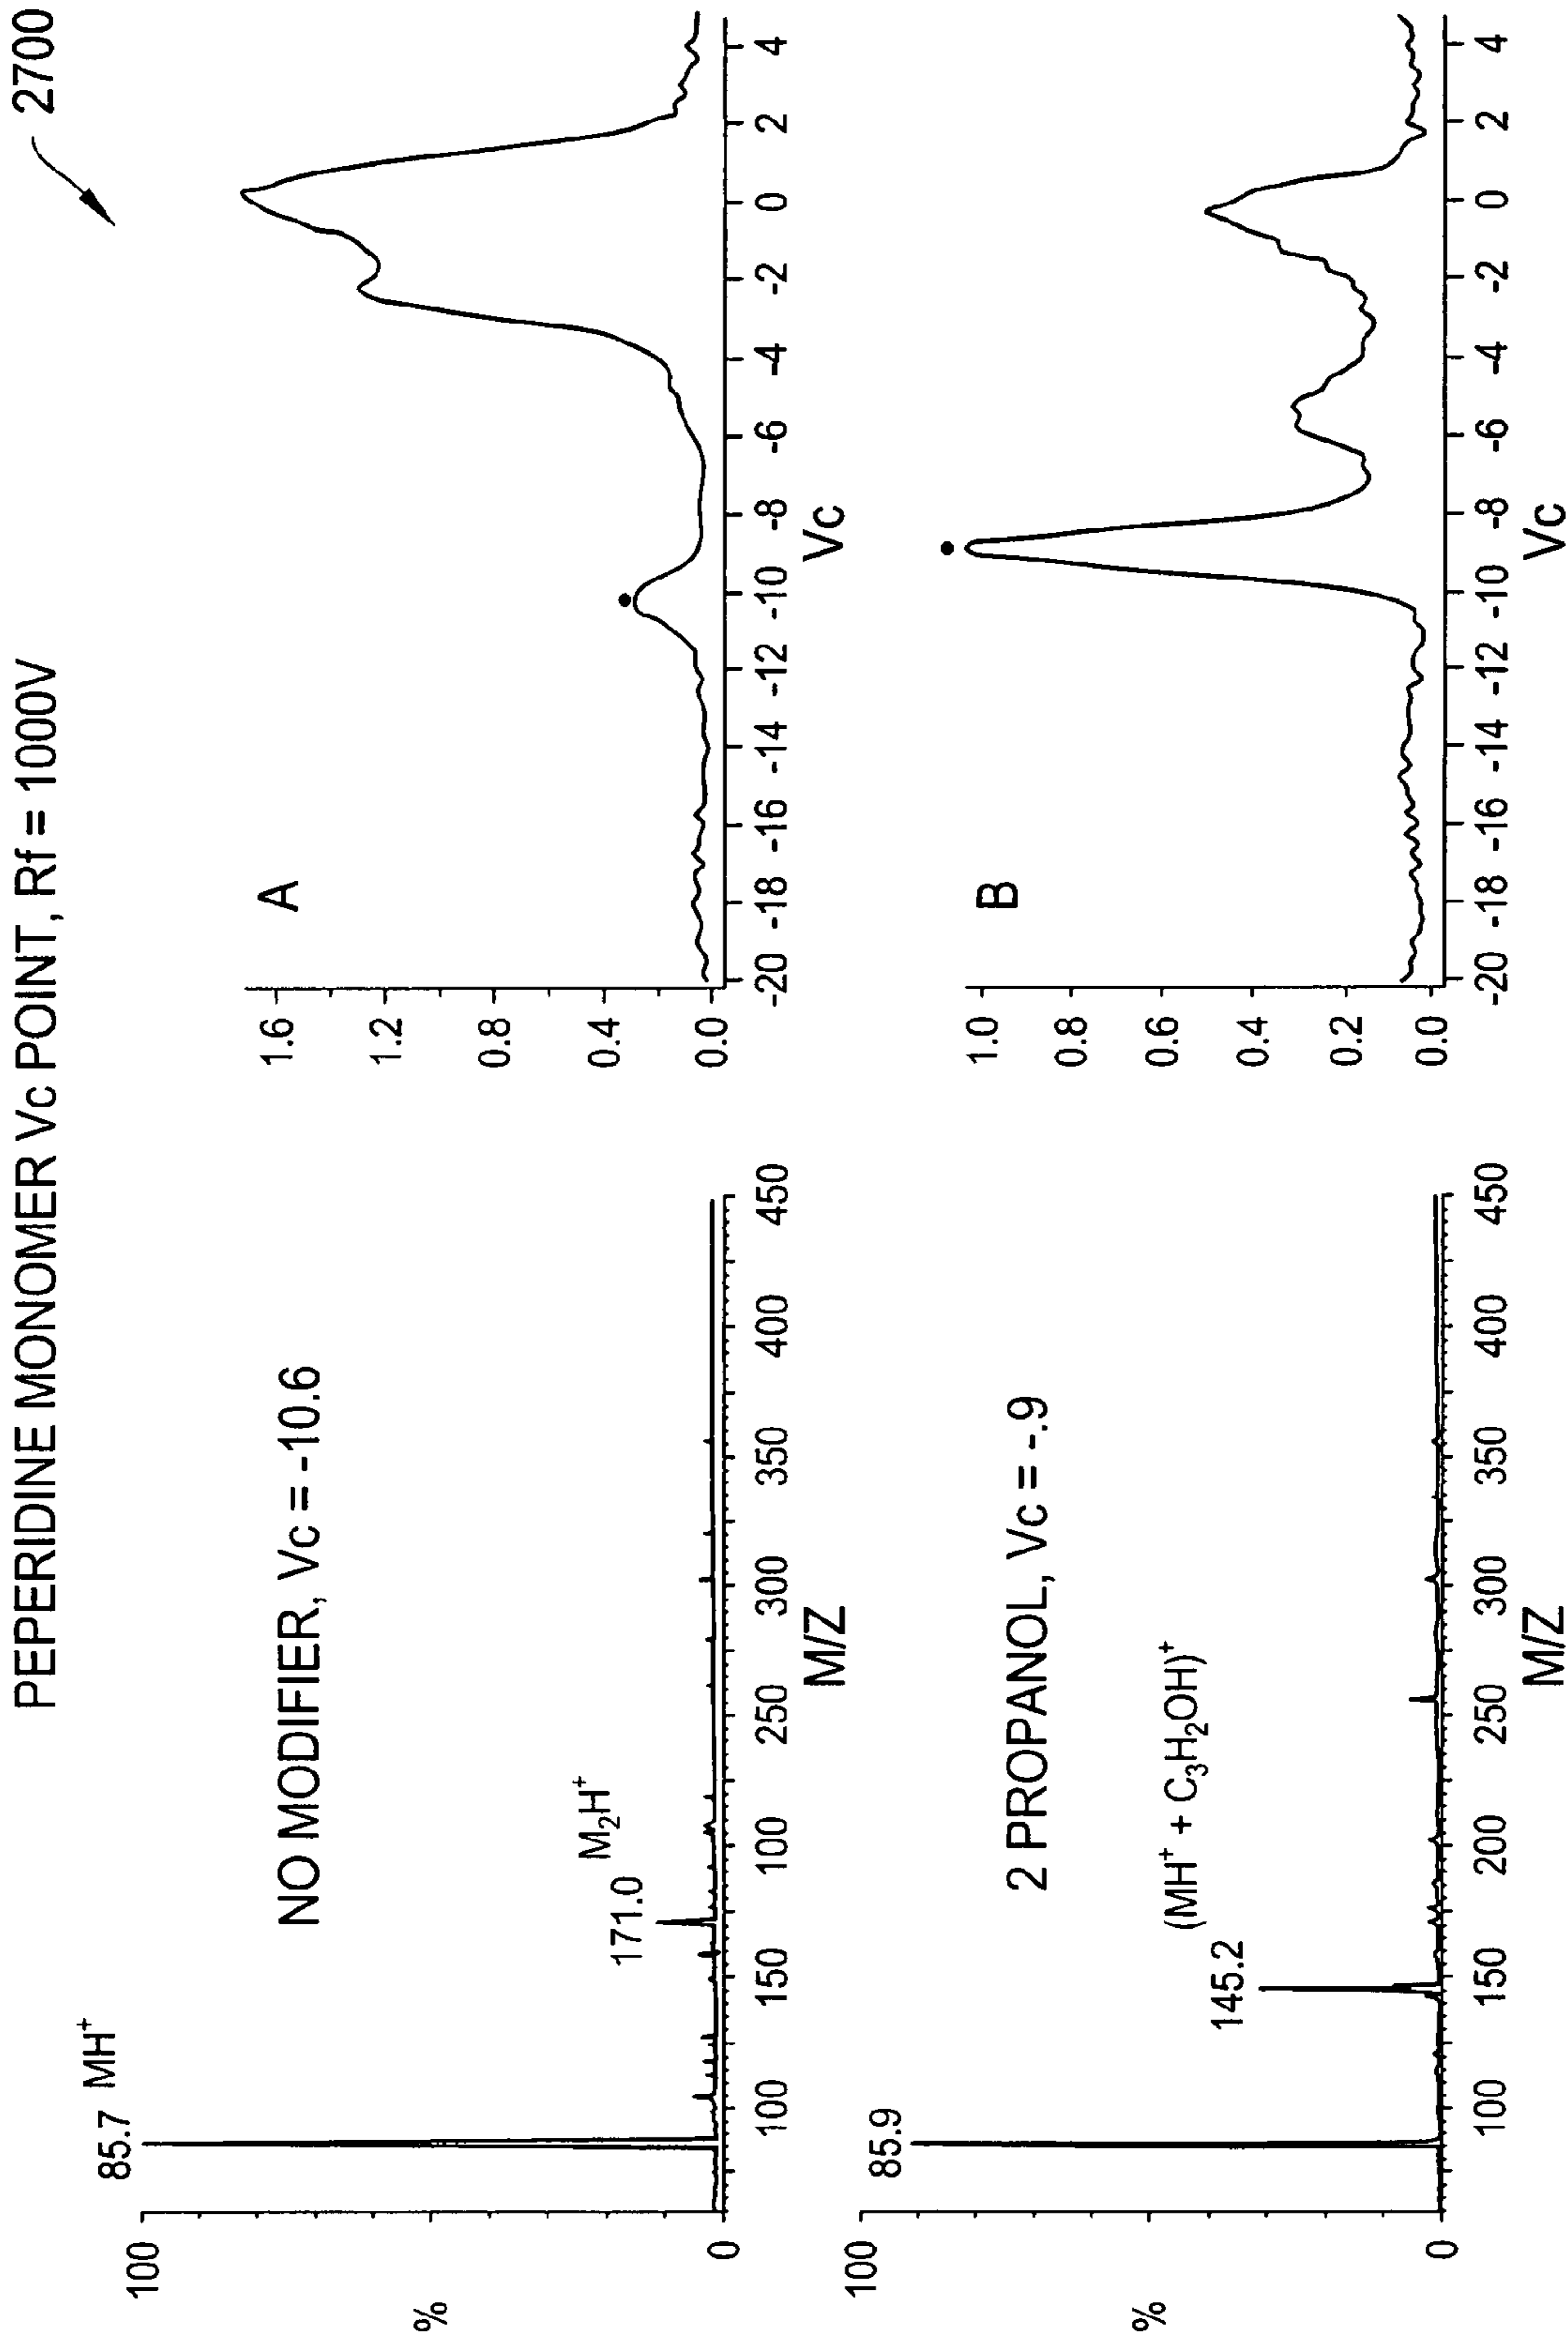 PEPERIDINE MONOMER Vc POINT, Rf = 1000V
2700
NO MODIFIER, Vc = -10.6
85.7 MH⁺
171.0 M₂H⁺
100
%
0
100 150 100 250 300 350 400 450
M/Z
A
1.6
1.2
0.8
0.4
0.0
-20 -18 -16 -14 -12 -10 -8 -6 -4 -2 0 2 4
Vc
2 PROPANOL, Vc = -.9
85.9
145.2 (MH⁺ + C₃H₂OH)⁺
100
%
0
100 150 200 250 300 350 400 450
M/Z
B
1.0
0.8
0.6
0.4
0.2
0.0
-20 -18 -16 -14 -12 -10 -8 -6 -4 -2 0 2 4
Vc